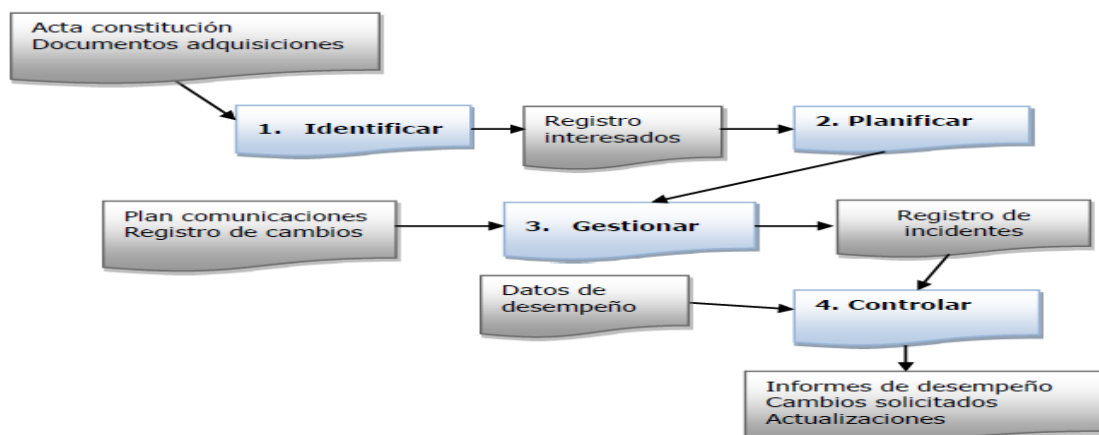 Acta constitución
Documentos adquisiciones
1. Identificar
Registro
interesados
2. Planificar
Plan comunicaciones
Registro de cambios
3. Gestionar
Registro de
incidentes
Datos de
desempeño
4. Controlar
Informes de desempeño
Cambios solicitados
Actualizaciones